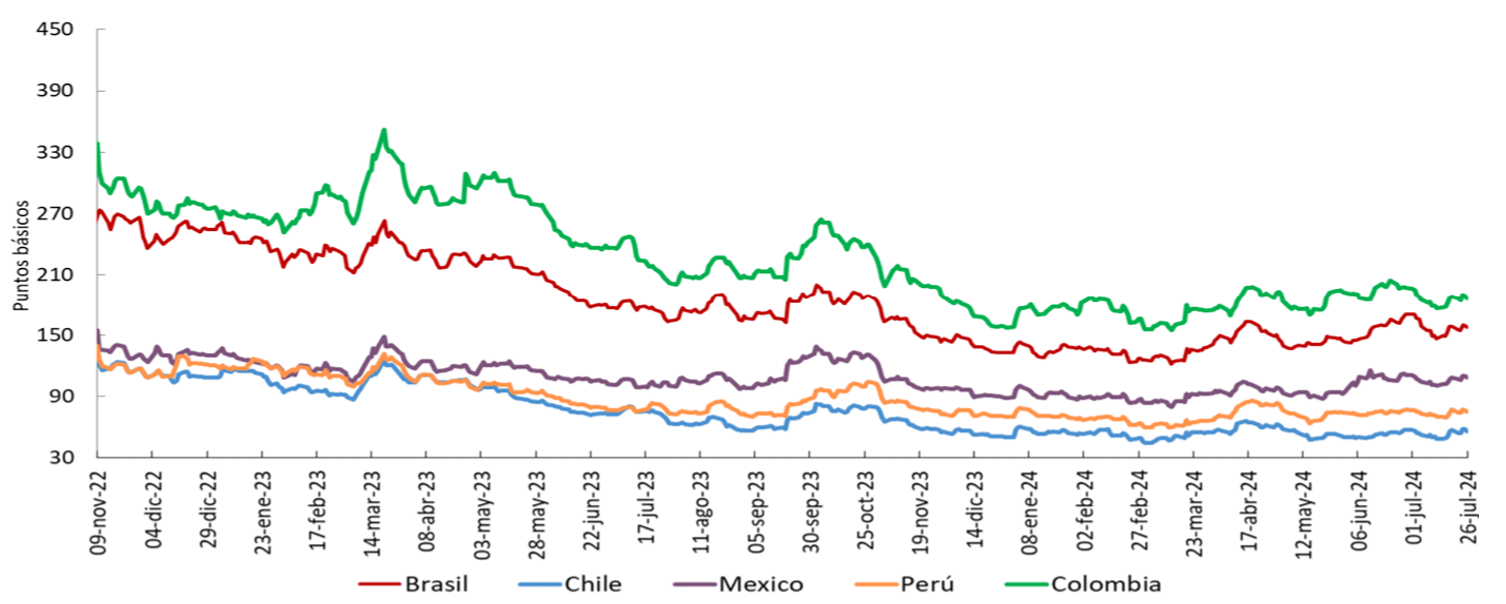 450
390
330
270
210
150
90
30
Puntos básicos
09-nov-22
04-dic-22
29-dic-22
23-ene-23
17-feb-23
14-mar-23
08-abr-23
03-may-23
28-may-23
22-jun-23
17-jul-23
11-ago-23
05-sep-23
30-sep-23
25-oct-23
19-nov-23
14-dic-23
08-ene-24
02-feb-24
27-feb-24
23-mar-24
17-abr-24
12-may-24
06-jun-24
01-jul-24
26-jul-24
Brasil Chile Mexico Perú Colombia